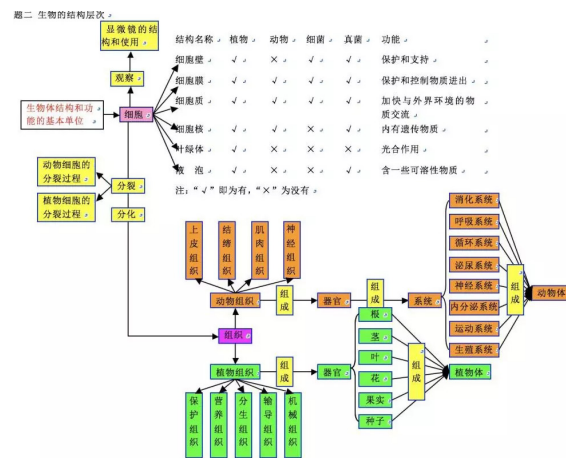 题二 生物的结构层次
显微镜的结
构和使用
观察
生物体结构和功
能的基本单位
细胞
结构名称 植物 动物 细菌 真菌 功能
细胞壁 √ × √ √ 保护和支持
细胞膜 √ √ √ √ 保护和控制物质进出
细胞质 √ √ √ √ 加快与外界环境的物
质交流
细胞核 √ √ × √ 内有遗传物质
叶绿体 √ × × × 光合作用
液 泡 √ × × √ 含一些可溶性物质
注:“√”即为有,“×”为没有
动物细胞的
分裂过程
植物细胞的
分裂过程
分裂
分化
上皮组织
结缔组织
肌肉组织
神经组织
动物组织
组成
器官
组成
系统
消化系统
呼吸系统
循环系统
泌尿系统
神经系统
内分泌系统
运动系统
生殖系统
组成
动物体
组织
植物组织
组成
器官
根
茎
叶
花
果实
种子
组成
植物体
保护组织
营养组织
分生组织
输导组织
机械组织